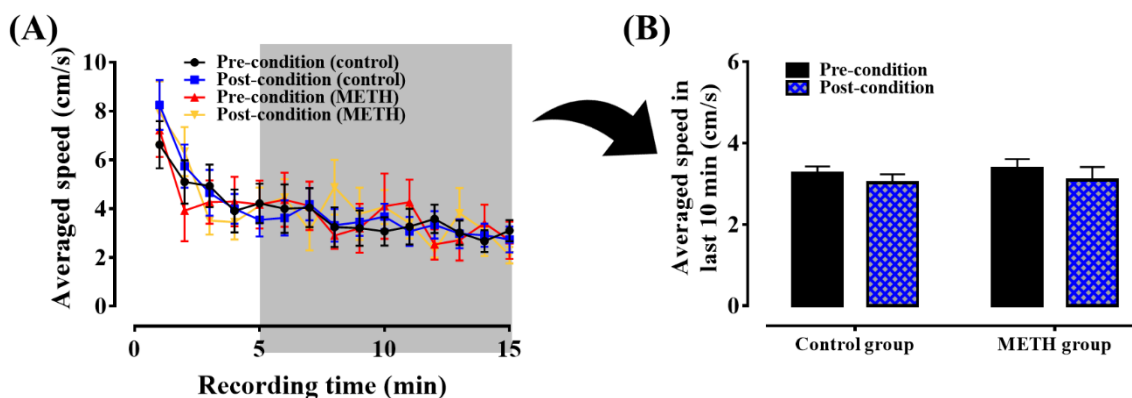 (A)
Averaged speed (cm/s)
10
8
6
4
2
0
Pre-condition (control)
Post-condition (control)
Pre-condition (METH)
Post-condition (METH)
0
5
10
15
Recording time (min)
(B)
Averaged speed in
last 10 min (cm/s)
6
4
2
0
Pre-condition
Post-condition
Control group
METH group